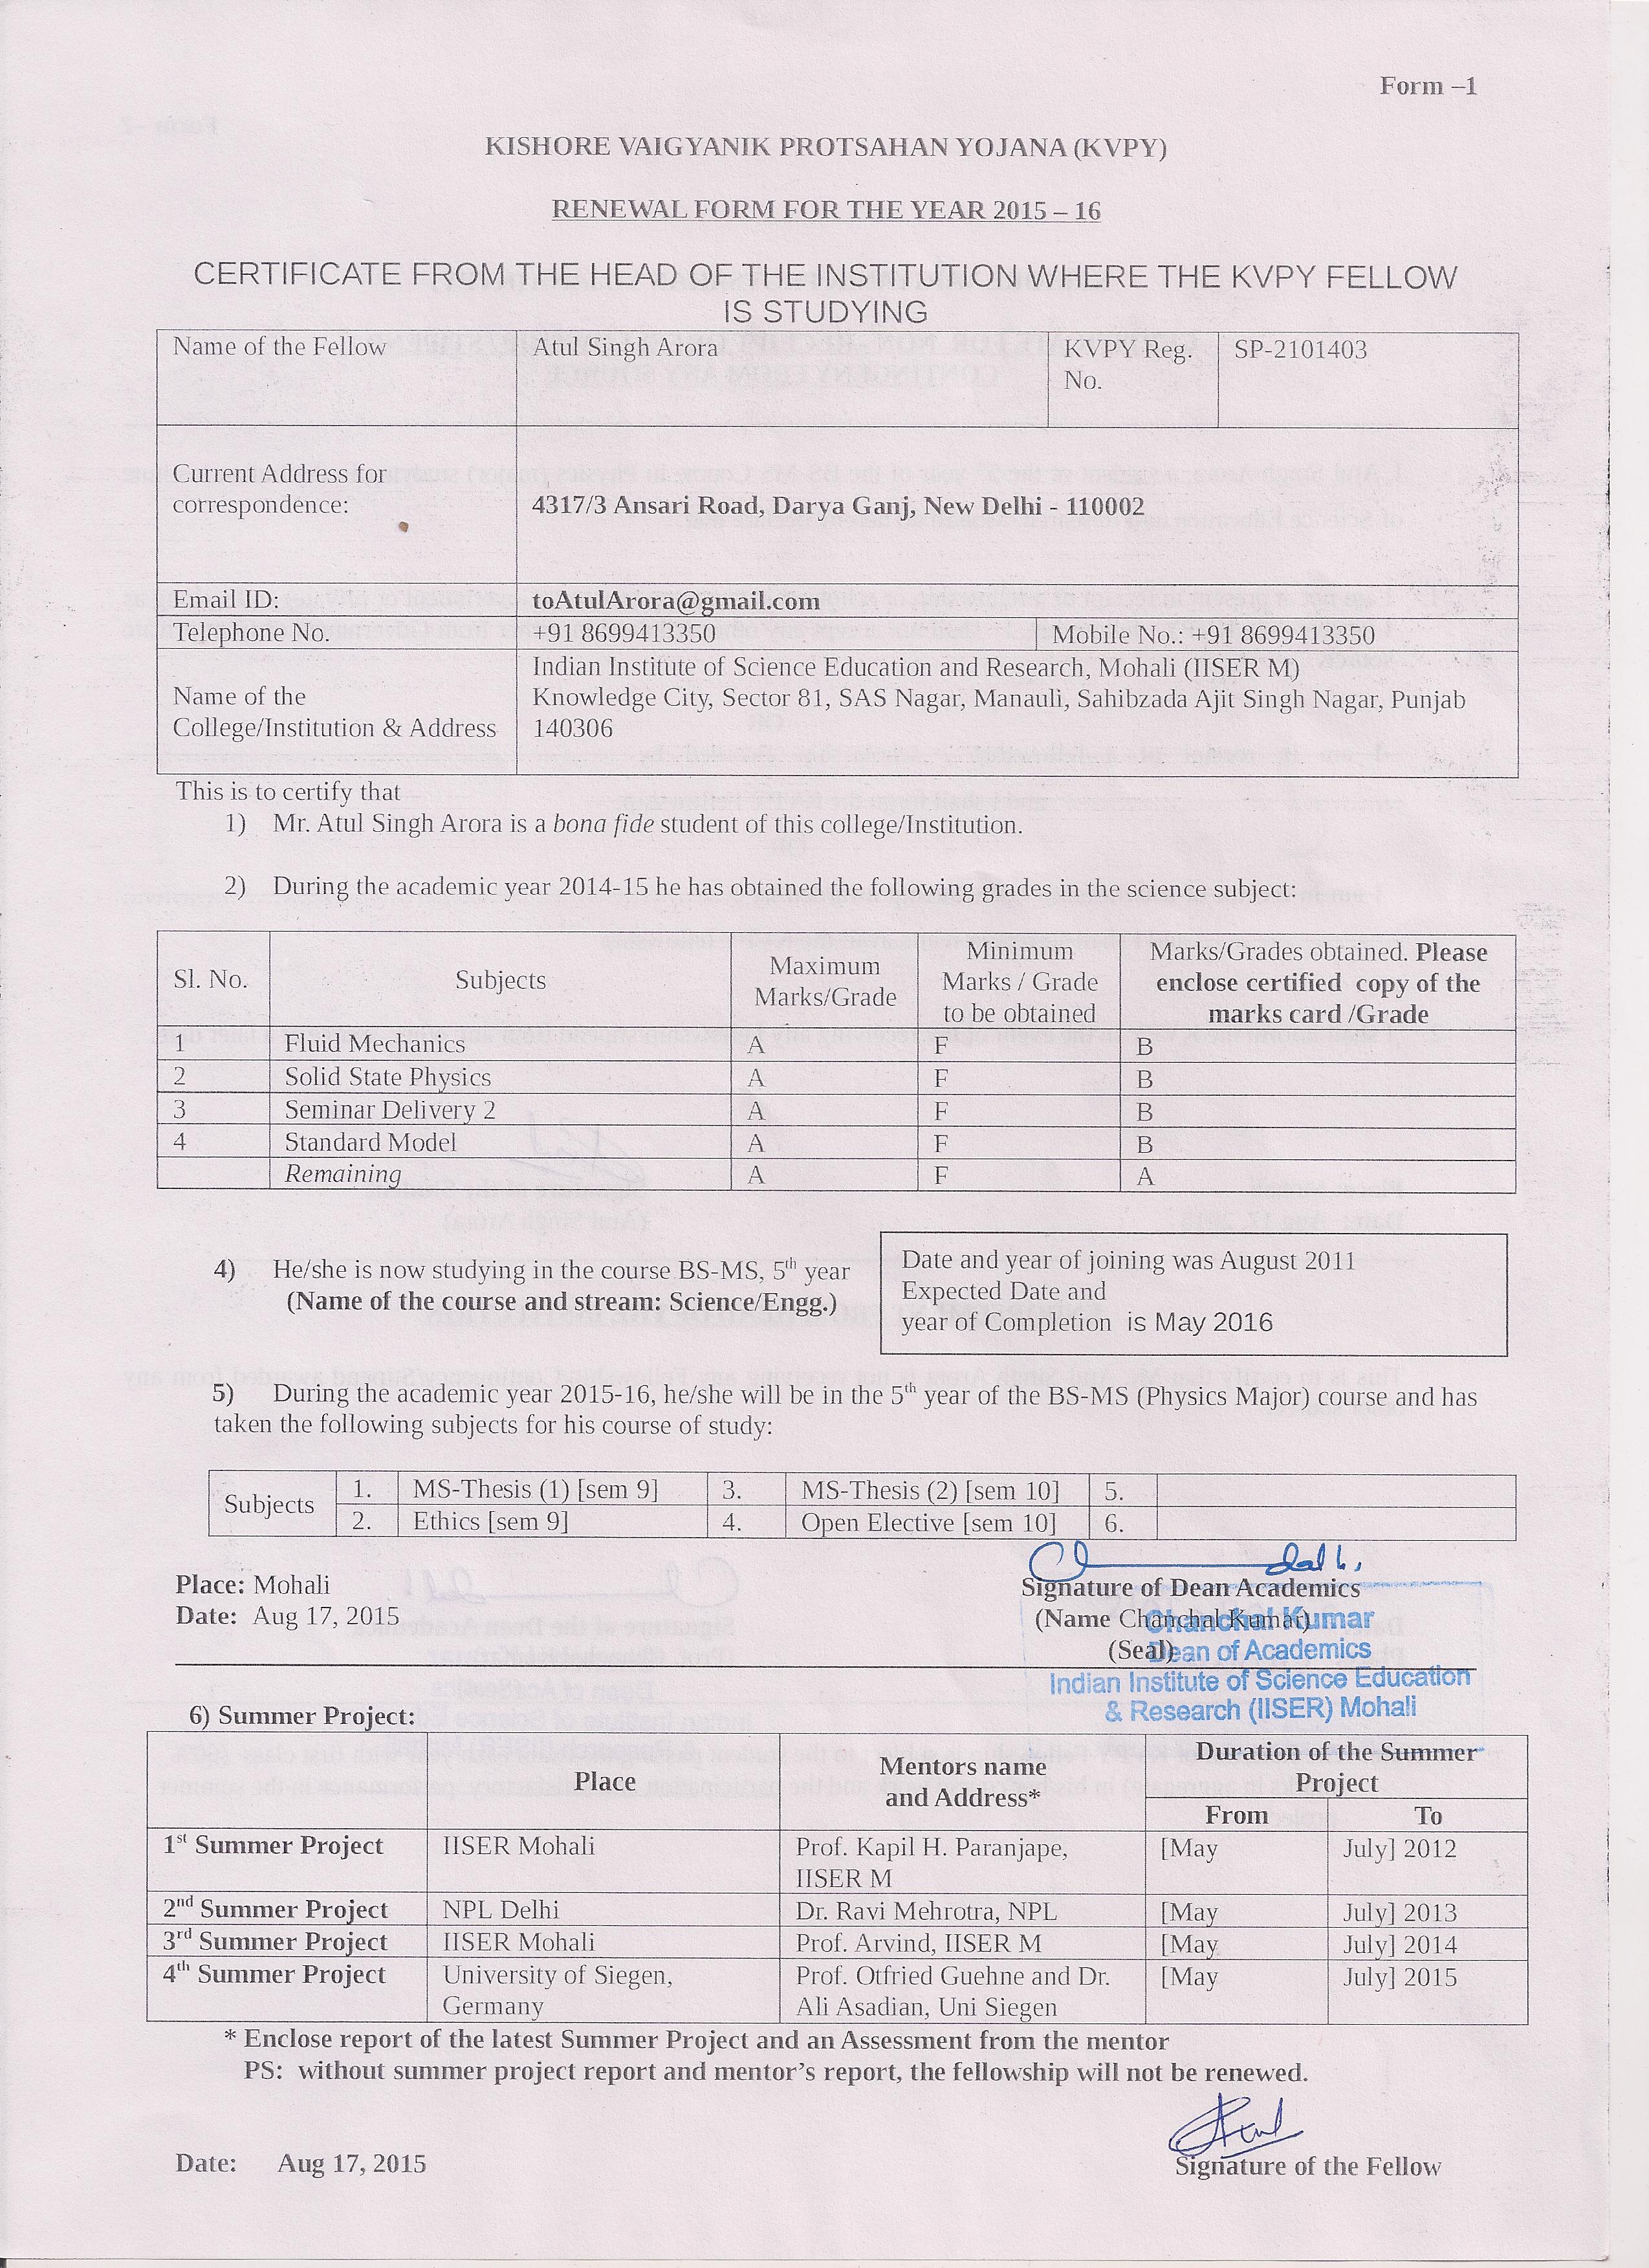 Form –1
KISHORE VAIGYANIK PROTSAHAN YOJANA (KVPY)
RENEWAL FORM FOR THE YEAR 2015 – 16
CERTIFICATE FROM THE HEAD OF THE INSTITUTION WHERE THE KVPY FELLOW
IS STUDYING
Name of the Fellow Atul Singh Arora KVPY Reg. No. SP-2101403
Current Address for
correspondence: 4317/3 Ansari Road, Darya Ganj, New Delhi - 110002
Email ID: toAtulArora@gmail.com
Telephone No. +91 8699413350 Mobile No.: +91 8699413350
Name of the
College/Institution & Address
Indian Institute of Science Education and Research, Mohali (IISER M)
Knowledge City, Sector 81, SAS Nagar, Manauli, Sahibzada Ajit Singh Nagar, Punjab
140306
This is to certify that
1) Mr. Atul Singh Arora is a bona fide student of this college/Institution.
2) During the academic year 2014-15 he has obtained the following grades in the science subject:
Sl. No. Subjects Maximum Marks/Grade Minimum Marks / Grade to be obtained Marks/Grades obtained. Please enclose certified copy of the marks card /Grade
1 Fluid Mechanics A F B
2 Solid State Physics A F B
3 Seminar Delivery 2 A F B
4 Standard Model A F B
Remaining A F A
4) He/she is now studying in the course BS-MS, 5th year
(Name of the course and stream: Science/Engg.)
Date and year of joining was August 2011
Expected Date and
year of Completion is May 2016
5) During the academic year 2015-16, he/she will be in the 5th year of the BS-MS (Physics Major) course and has
taken the following subjects for his course of study:
Subjects
1. MS-Thesis (1) [sem 9] 3. MS-Thesis (2) [sem 10] 5.
2. Ethics [sem 9] 4. Open Elective [sem 10] 6.
Place: Mohali
Date: Aug 17, 2015
Signature of Dean Academics
(Name Chanchal Kumar)
(Seal)
Chanchal Kumar
Dean of Academics
Indian Institute of Science Education
& Research (IISER) Mohali
6) Summer Project:
Place Mentors name and Address* Duration of the Summer Project
From To
1st Summer Project IISER Mohali Prof. Kapil H. Paranjape, IISER M [May July] 2012
2nd Summer Project NPL Delhi Dr. Ravi Mehrotra, NPL [May July] 2013
3rd Summer Project IISER Mohali Prof. Arvind, IISER M [May July] 2014
4th Summer Project University of Siegen, Germany Prof. Otfried Guehne and Dr. Ali Asadian, Uni Siegen [May July] 2015
* Enclose report of the latest Summer Project and an Assessment from the mentor
PS: without summer project report and mentor’s report, the fellowship will not be renewed.
Atul
Date: Aug 17, 2015
Signature of the Fellow